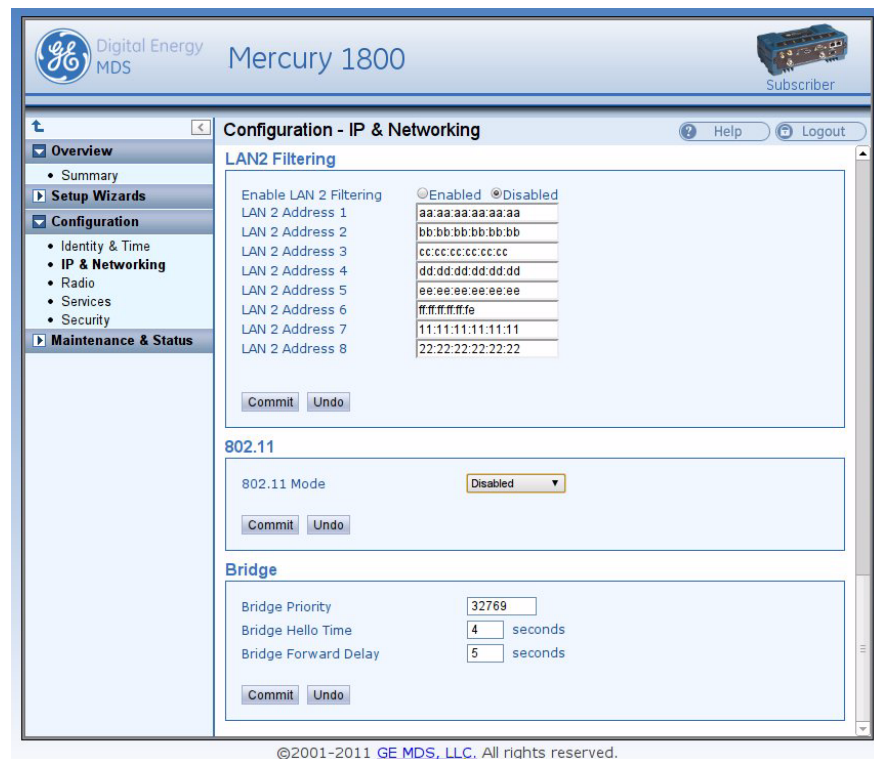 Digital Energy
MDS
Mercury 1800
Subscriber
Configuration - IP & Networking
Help
Logout
Overview
Summary
Setup Wizards
Configuration
Identity & Time
IP & Networking
Radio
Services
Security
Maintenance & Status
LAN2 Filtering
Enable LAN 2 Filtering Enabled Disabled
LAN 2 Address 1 aa:aa:aa:aa:aa:aa
LAN 2 Address 2 bb:bb:bb:bb:bb:bb
LAN 2 Address 3 cc:cc:cc:cc:cc:cc
LAN 2 Address 4 dd:dd:dd:dd:dd:dd
LAN 2 Address 5 ee:ee:ee:ee:ee:ee
LAN 2 Address 6 ff:ff:ff:ff:ff:fe
LAN 2 Address 7 11:11:11:11:11:11
LAN 2 Address 8 22:22:22:22:22:22
Commit Undo
802.11
802.11 Mode Disabled
Commit Undo
Bridge
Bridge Priority 32769
Bridge Hello Time 4 seconds
Bridge Forward Delay 5 seconds
Commit Undo
©2001-2011 GE MDS, LLC. All rights reserved.